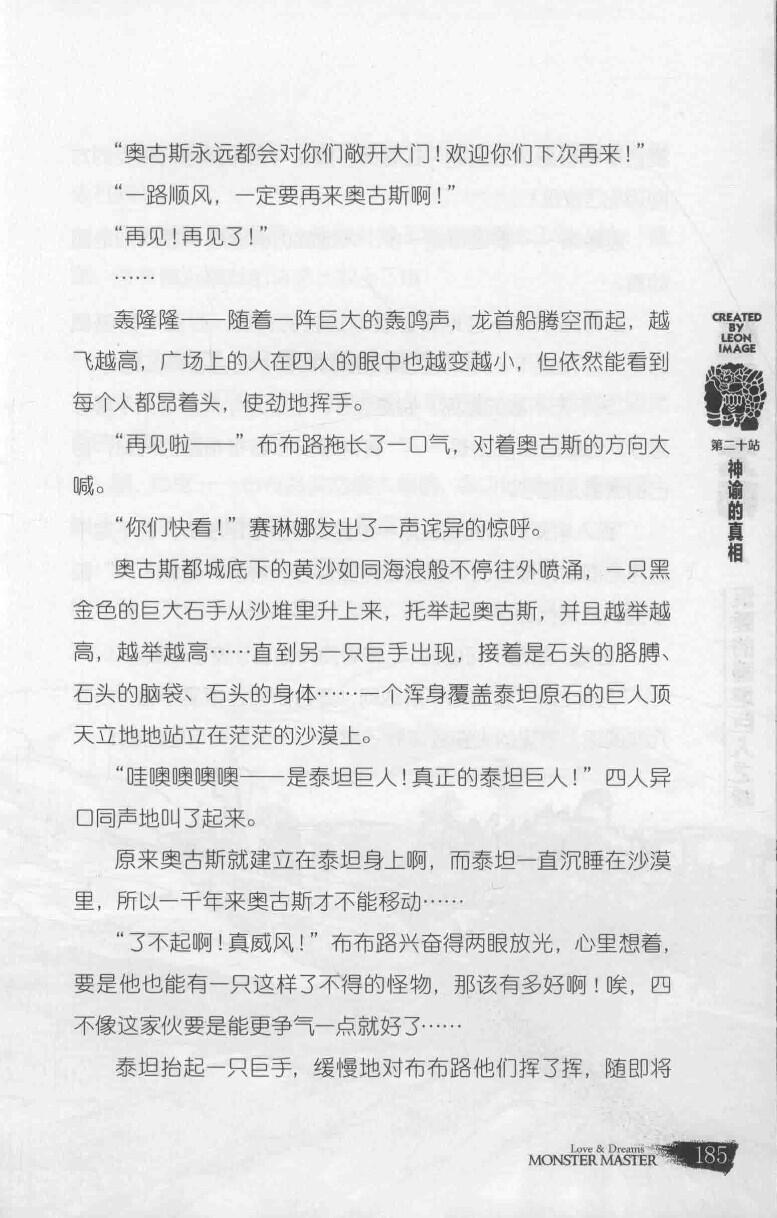 “奥古斯永远都会对你们敞开大门！欢迎你们下次再来！”
“一路顺风，一定要再来奥古斯啊！”
“再见！再见了！”
……
轰隆隆——随着一阵巨大的轰鸣声，龙首船腾空而起，越
飞越高，广场上的人在四人的眼中也越变越小，但依然能看到
每个人都昂着头，使劲地挥手。
“再见啦——”布布路拖长了一口气，对着奥古斯的方向大
喊。
“你们快看！”赛琳娜发出了一声诧异的惊呼。
奥古斯都城底下的黄沙如同海浪般不停往外喷涌，一只黑
金色的巨大石手从沙堆里升上来，托举起奥古斯，并且越举越
高，越举越高……直到另一只巨手出现，接着是石头的胳膊、
石头的脑袋、石头的身体……一个浑身覆盖泰坦原石的巨人顶
天立地地站立在茫茫的沙漠上。
“哇噢噢噢噢——是泰坦巨人！真正的泰坦巨人！”四人异
口同声地叫了起来。
原来奥古斯就建立在泰坦身上啊，而泰坦一直沉睡在沙漠
里，所以一千年来奥古斯才不能移动……
“了不起啊！真威风！”布布路兴奋得两眼放光，心里想着，
要是他也能有一只这样了不得的怪物，那该有多好啊！唉，四
不像这家伙要是能更争气一点就好了……
泰坦抬起一只巨手，缓慢地对布布路他们挥了挥，随即将
CREATED
BY
LEON
IMAGE
第二十站
神谕的真相
Love & Dreams
MONSTER MASTER
185